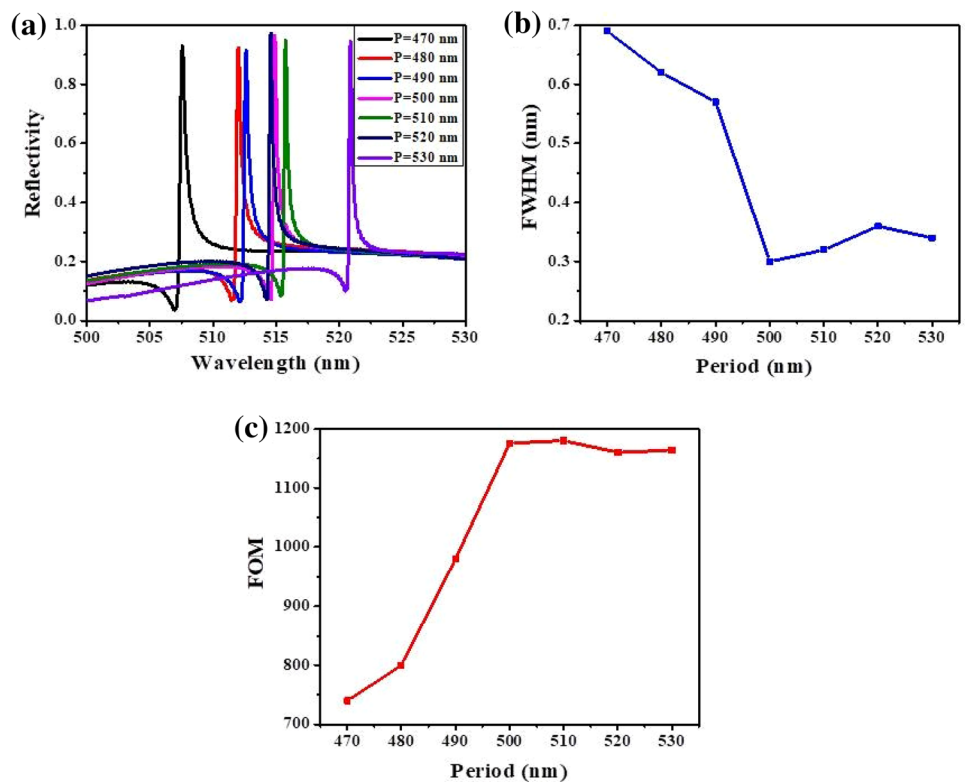 (a)
1.0
0.8
0.6
0.4
0.2
0.0
Reflectivity
P=470 nm
P=480 nm
P=490 nm
P=500 nm
P=510 nm
P=520 nm
P=530 nm
500 505 510 515 520 525 530
Wavelength (nm)
(b)
0.7
0.6
0.5
0.4
0.3
0.2
FWHM (nm)
470 480 490 500 510 520 530
Period (nm)
(c)
1200
1100
1000
900
800
700
FOM
470 480 490 500 510 520 530
Period (nm)